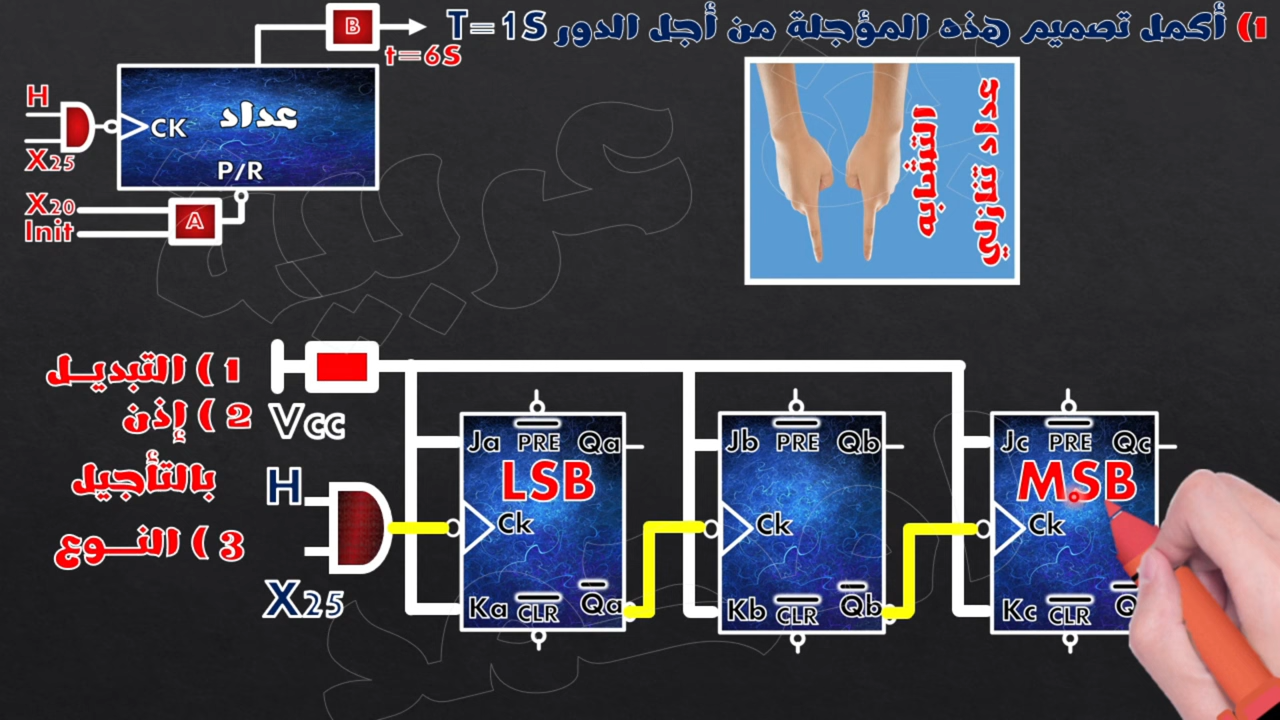 1) أكمل تصميم هذه المؤجلة من أجل الدور T=1S
B
t=6S
H
X25
CK
عداد
P/R
X20
Init
A
عداد تنازلي
التشابه
1 ) التبديل
2 ) إذن
بالتأجيل
3 ) النوع
Vcc
H
X25
Ja PRE Qa
LSB
Ck
Ka CLR Qa
Jb PRE Qb
Ck
Kb CLR Qb
Jc PRE Qc
MSB
Ck
Kc CLR Q